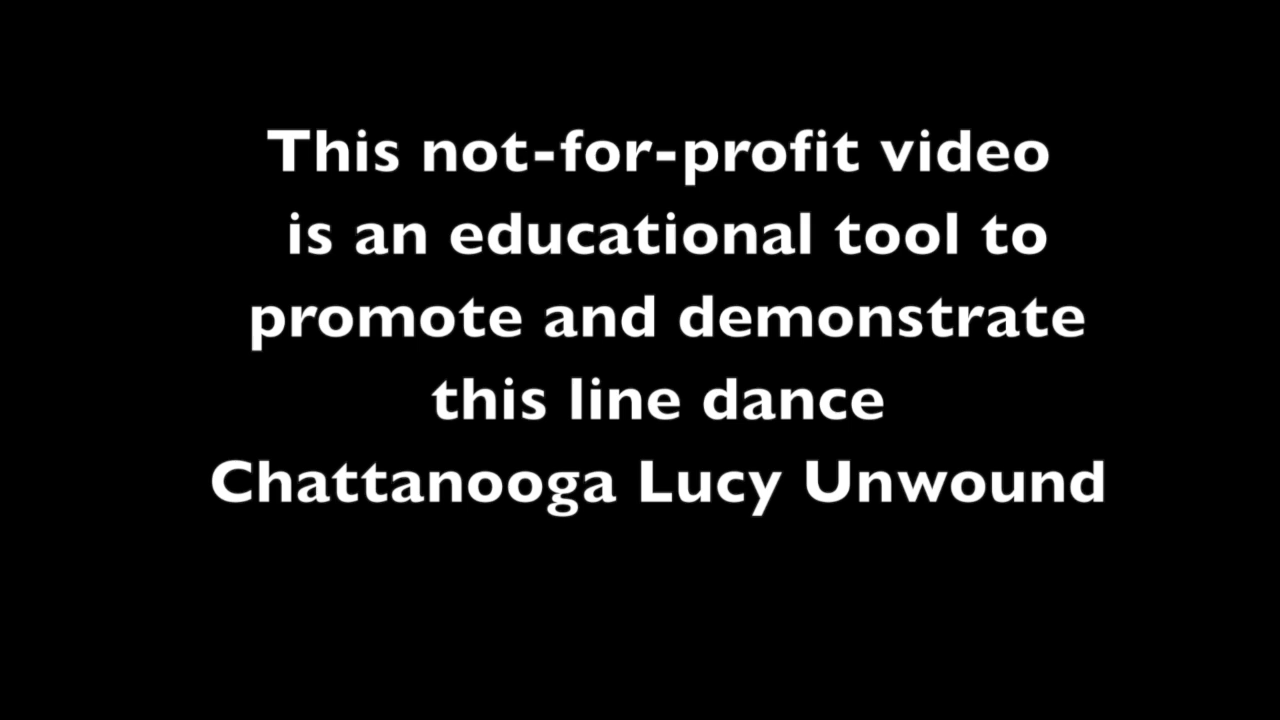 This not-for-profit video
is an educational tool to
promote and demonstrate
this line dance
Chattanooga Lucy Unwound